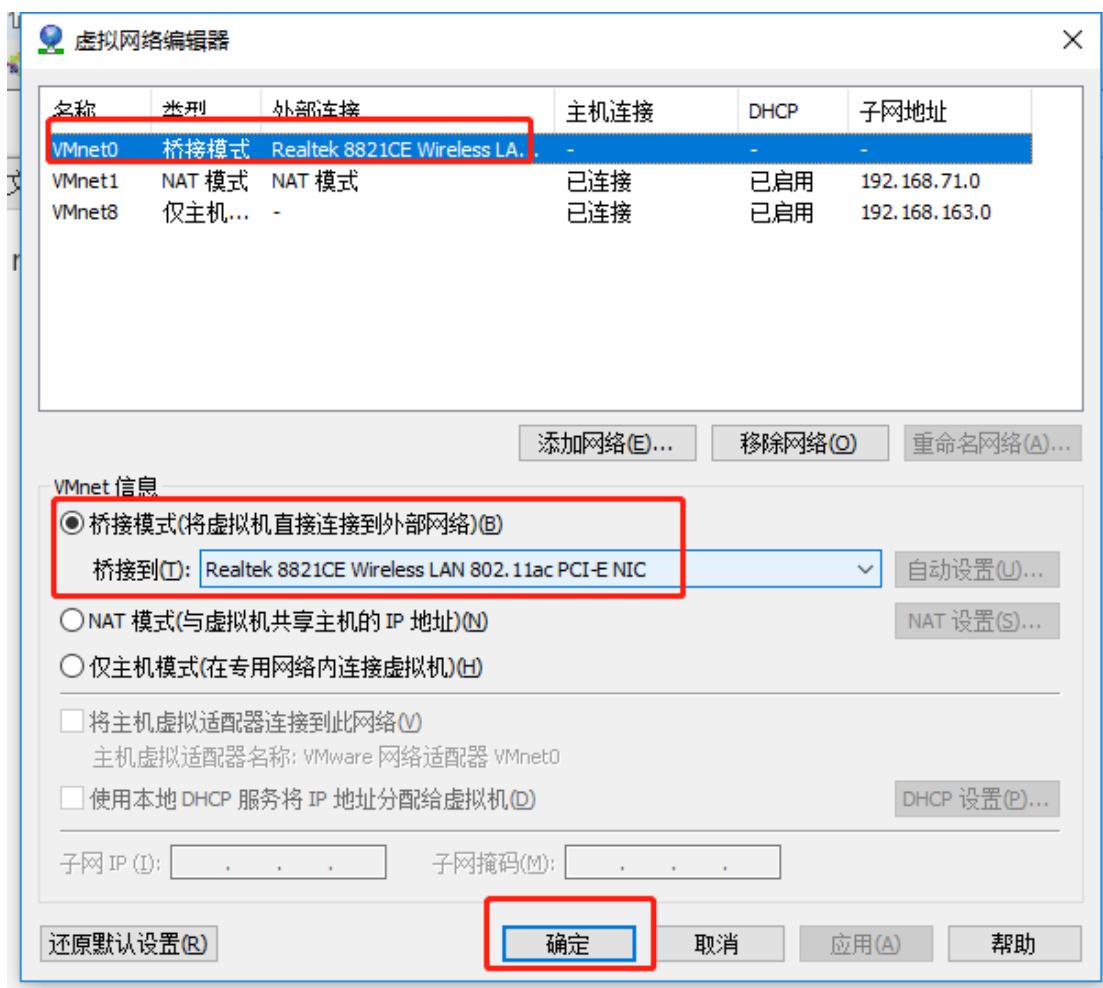 虚拟网络编辑器
名称 类型 外部连接 主机连接 DHCP 子网地址
VMnet0 桥接模式 Realtek 8821CE Wireless LA... - - -
VMnet1 NAT 模式 NAT 模式 已连接 已启用 192.168.71.0
VMnet8 仅主机... - 已连接 已启用 192.168.163.0
添加网络(E)... 移除网络(O) 重命名网络(A)...
VMnet 信息
桥接模式(将虚拟机直接连接到外部网络)(B)
桥接到(T): Realtek 8821CE Wireless LAN 802.11ac PCI-E NIC 自动设置(U)...
NAT 模式(与虚拟机共享主机的 IP 地址)(N) NAT 设置(S)...
仅主机模式(在专用网络内连接虚拟机)(H)
将主机虚拟适配器连接到此网络(V)
主机虚拟适配器名称: VMware 网络适配器 VMnet0
使用本地 DHCP 服务将 IP 地址分配给虚拟机(D) DHCP 设置(P)...
子网 IP (I): . . . 子网掩码(M): . . .
还原默认设置(R) 确定 取消 应用(A) 帮助